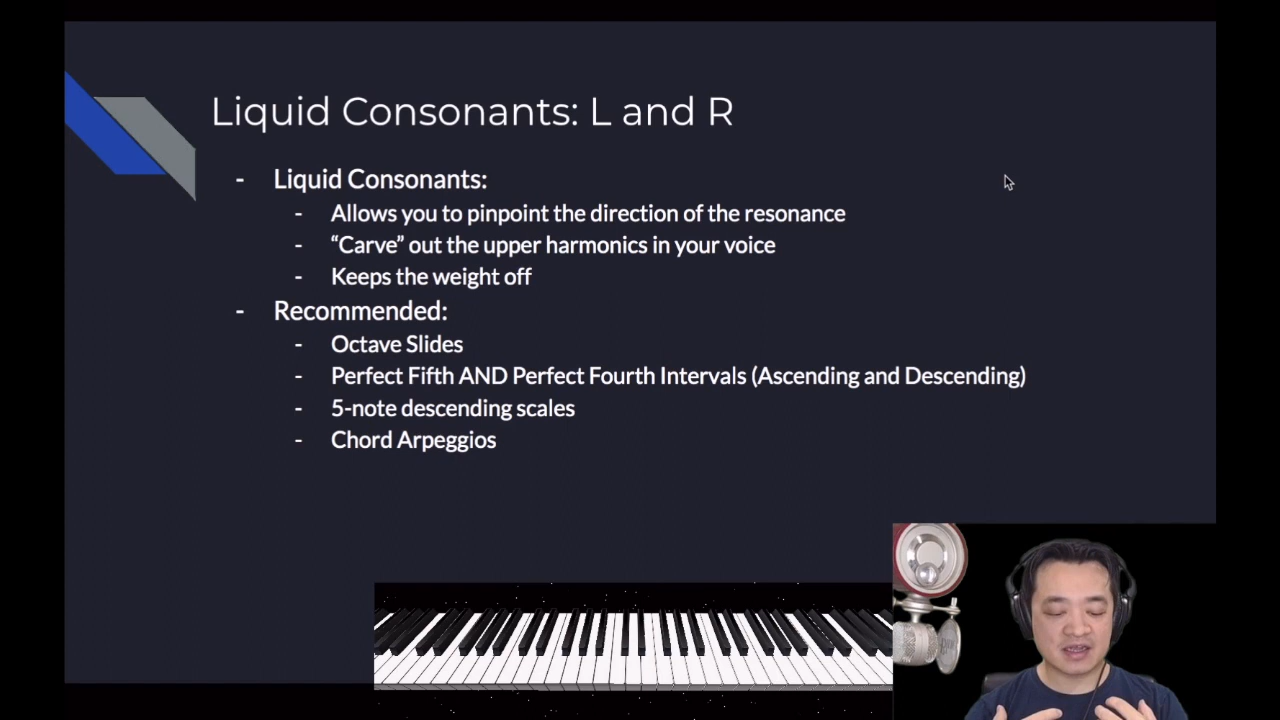 Liquid Consonants: L and R
- Liquid Consonants:
- Allows you to pinpoint the direction of the resonance
- “Carve” out the upper harmonics in your voice
- Keeps the weight off
- Recommended:
- Octave Slides
- Perfect Fifth AND Perfect Fourth Intervals (Ascending and Descending)
- 5-note descending scales
- Chord Arpeggios